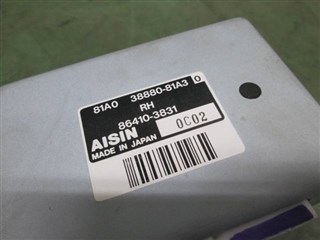 81A0 38880-81A3 0
RH
86410-3831
AISIN 0C02
MADE IN JAPAN